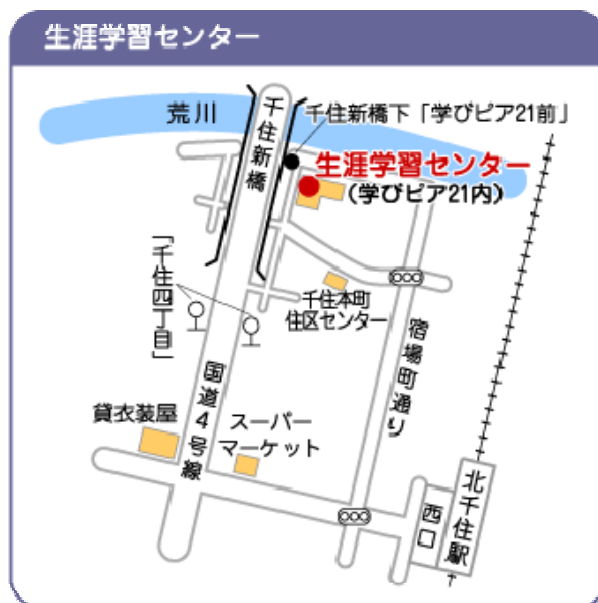 生涯学習センター
荒川
千住新橋
千住新橋下「学びピア21前」
生涯学習センター
(学びピア21内)
「千住四丁目」
千住本町
住区センター
宿場町通り
国道4号線
貸衣装屋
スーパー
マーケット
西口
北千住駅